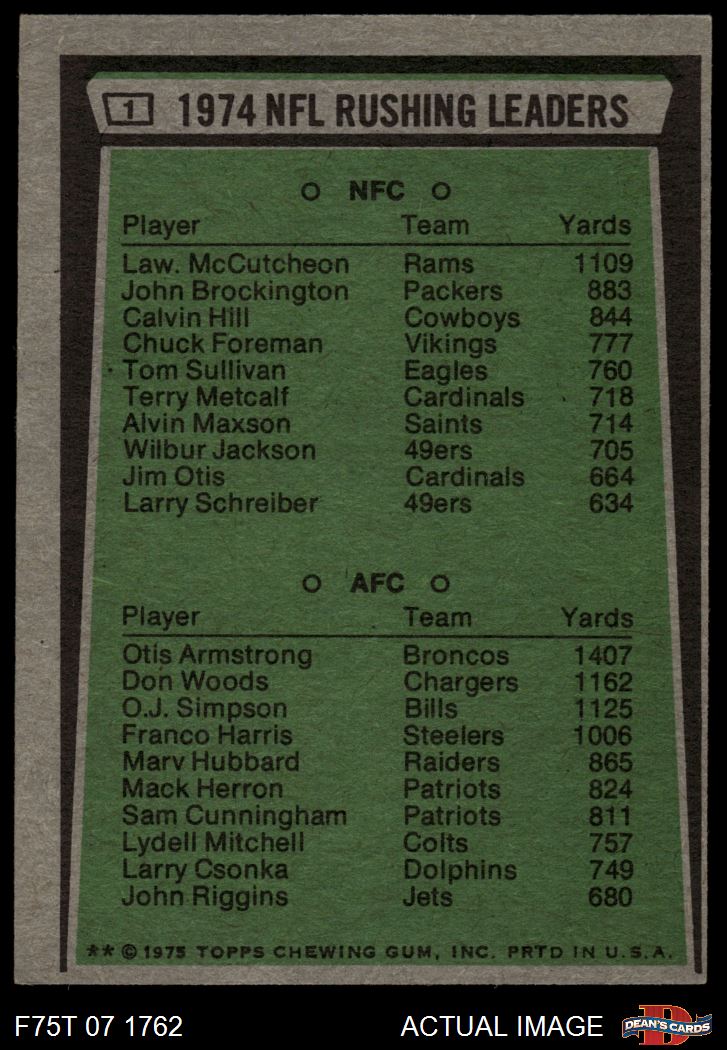 1 1974 NFL RUSHING LEADERS
NFC
Player Team Yards
Law. McCutcheon Rams 1109
John Brockington Packers 883
Calvin Hill Cowboys 844
Chuck Foreman Vikings 777
Tom Sullivan Eagles 760
Terry Metcalf Cardinals 718
Alvin Maxson Saints 714
Wilbur Jackson 49ers 705
Jim Otis Cardinals 664
Larry Schreiber 49ers 634
AFC
Player Team Yards
Otis Armstrong Broncos 1407
Don Woods Chargers 1162
O.J. Simpson Bills 1125
Franco Harris Steelers 1006
Marv Hubbard Raiders 865
Mack Herron Patriots 824
Sam Cunningham Patriots 811
Lydell Mitchell Colts 757
Larry Csonka Dolphins 749
John Riggins Jets 680
** © 1975 TOPPS CHEWING GUM, INC. PRTD IN U.S.A.
F75T 07 1762 ACTUAL IMAGE D DEAN'S CARDS